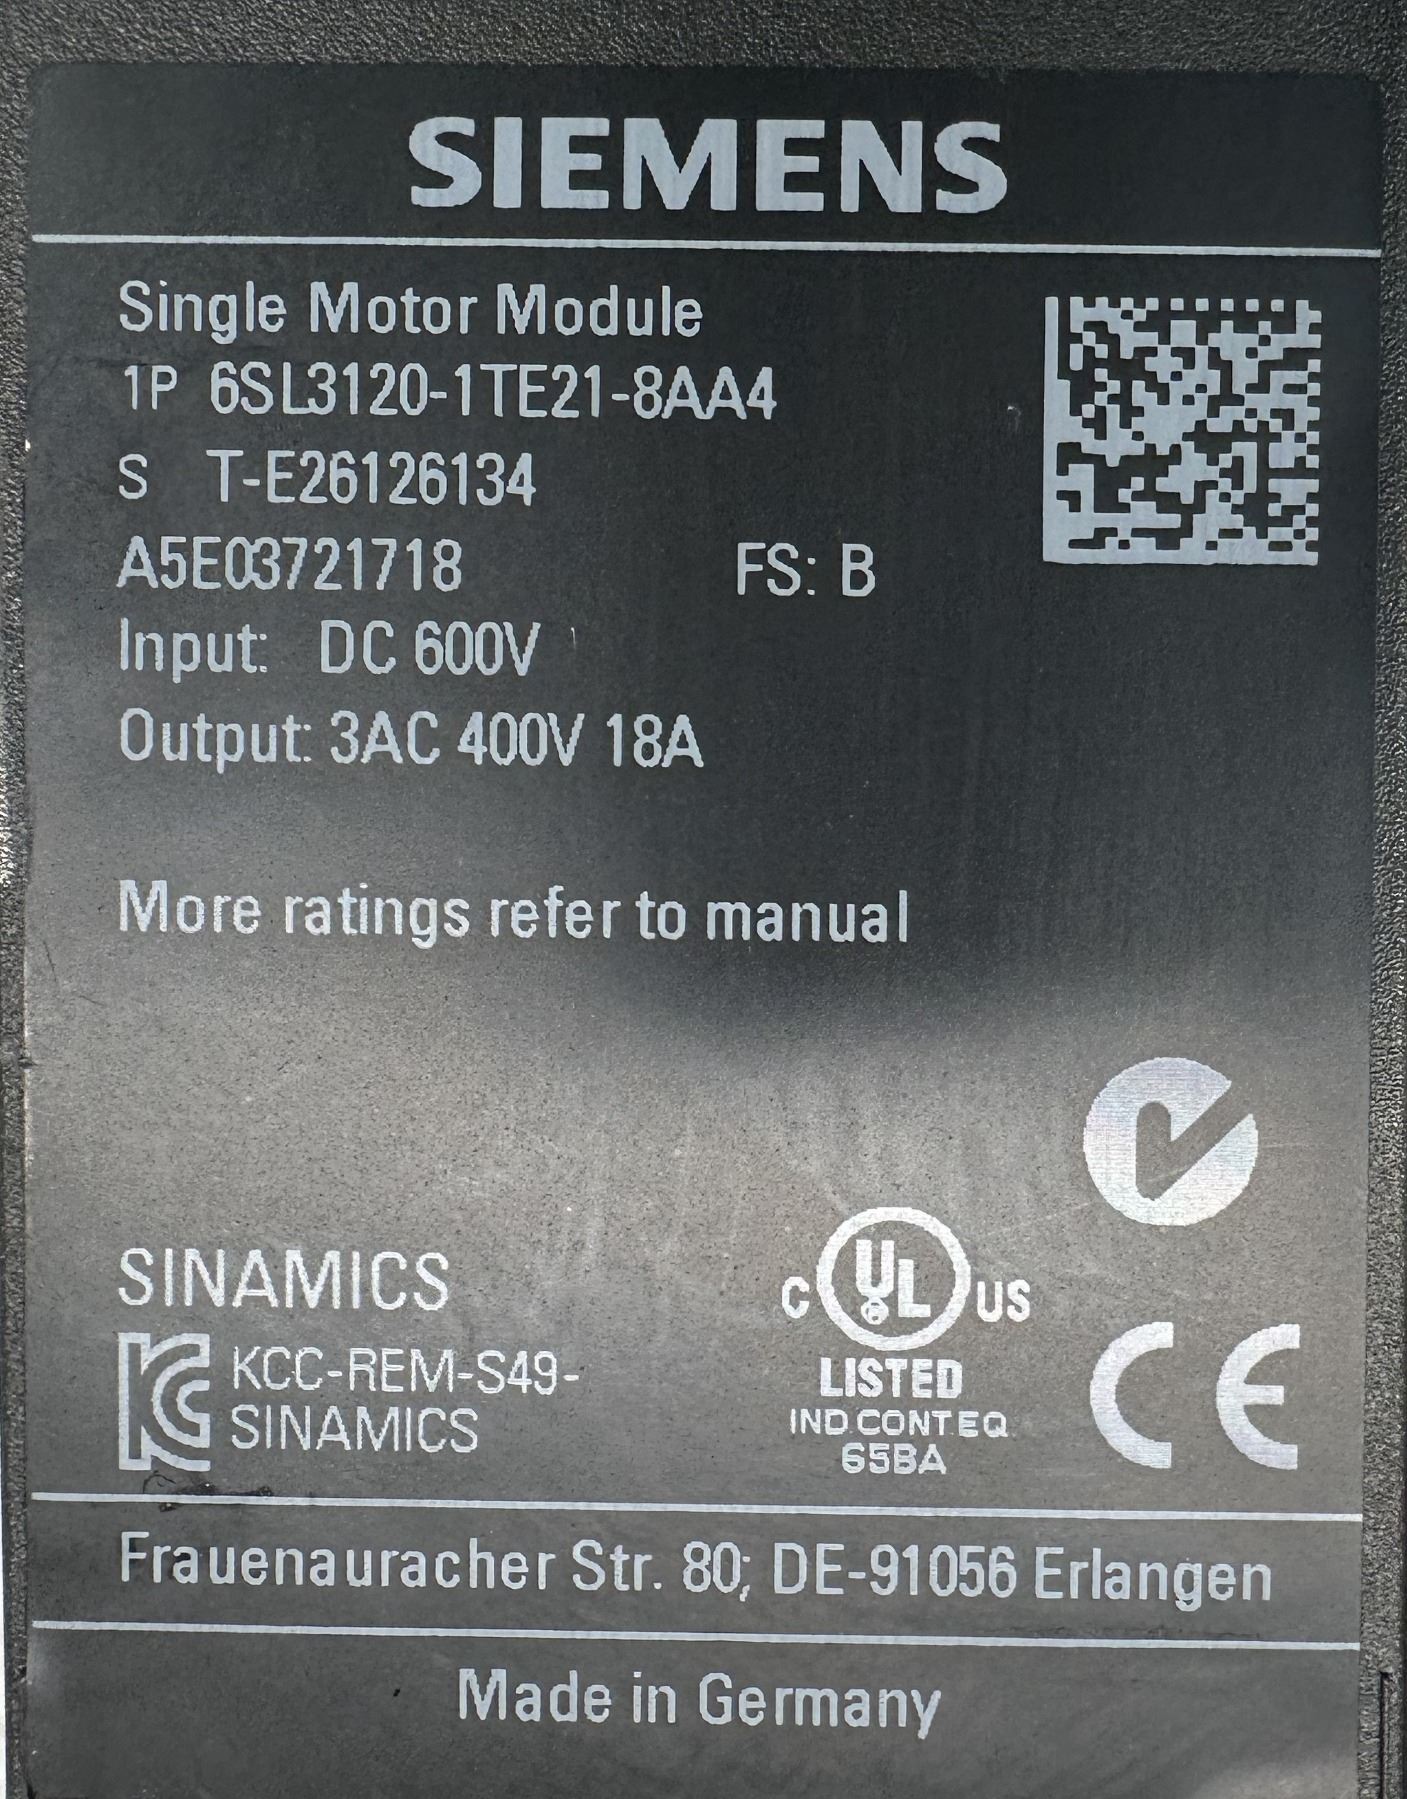 SIEMENS
Single Motor Module
1P 6SL3120-1TE21-8AA4
S T-E26126134
A5E03721718 FS: B
Input: DC 600V
Output: 3AC 400V 18A
More ratings refer to manual
SINAMICS
KCC-REM-S49-
SINAMICS
C UL US
LISTED
IND.CONT.EQ.
65BA
CE
Frauenauracher Str. 80; DE-91056 Erlangen
Made in Germany